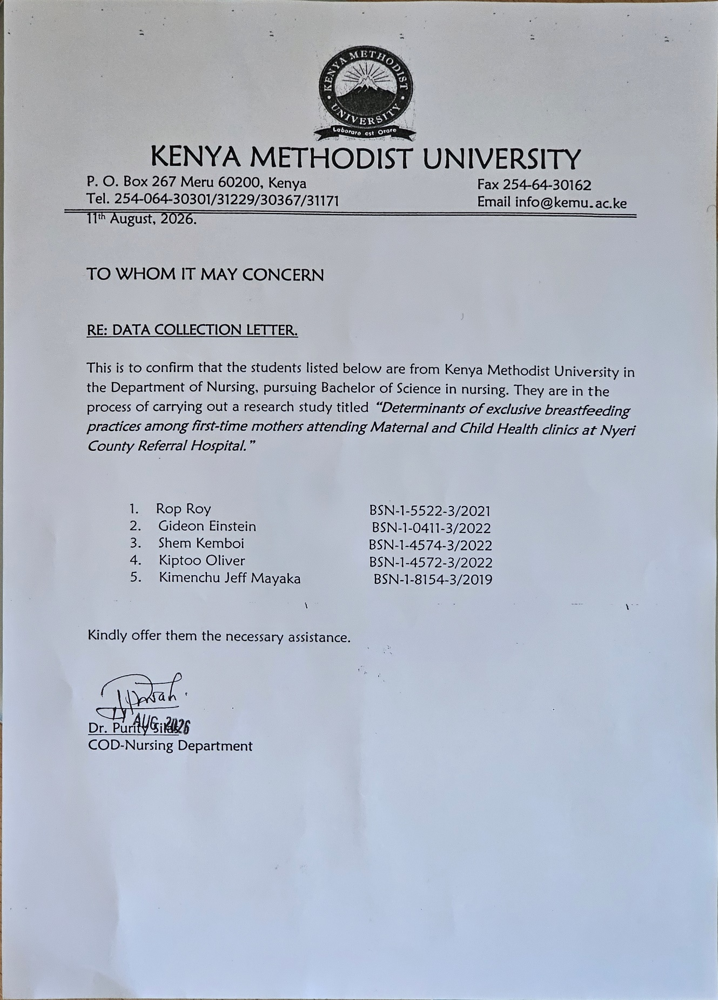 KENYA METHODIST
UNIVERSITY
Laborare est Orare
KENYA METHODIST UNIVERSITY
P. O. Box 267 Meru 60200, Kenya Fax 254-64-30162
Tel. 254-064-30301/31229/30367/31171 Email info@kemu.ac.ke
11th August, 2026.
TO WHOM IT MAY CONCERN
RE: DATA COLLECTION LETTER.
This is to confirm that the students listed below are from Kenya Methodist University in
the Department of Nursing, pursuing Bachelor of Science in nursing. They are in the
process of carrying out a research study titled “Determinants of exclusive breastfeeding
practices among first-time mothers attending Maternal and Child Health clinics at Nyeri
County Referral Hospital.”
1. Rop Roy BSN-1-5522-3/2021
2. Gideon Einstein BSN-1-0411-3/2022
3. Shem Kemboi BSN-1-4574-3/2022
4. Kiptoo Oliver BSN-1-4572-3/2022
5. Kimenchu Jeff Mayaka BSN-1-8154-3/2019
Kindly offer them the necessary assistance.
AUG 2026
Dr. Purity Silas
COD-Nursing Department